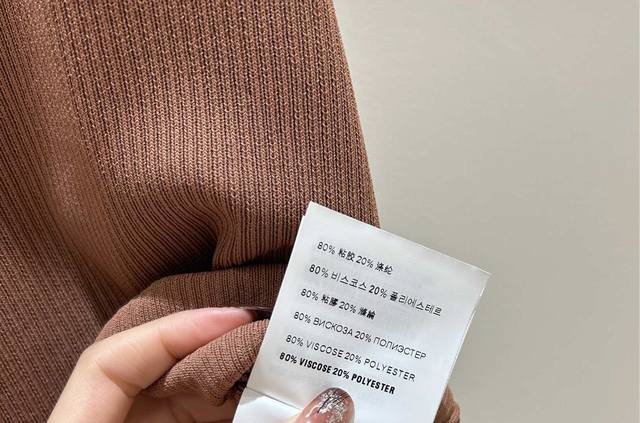 80% 粘胶 20% 涤纶
80% 비스코스 20% 폴리에스테르
80% 粘膠 20% 滌綸
80% ВИСКОЗА 20% ПОЛИЭСТЕР
80% VISCOSE 20% POLYESTER
80% VISCOSE 20% POLYESTER